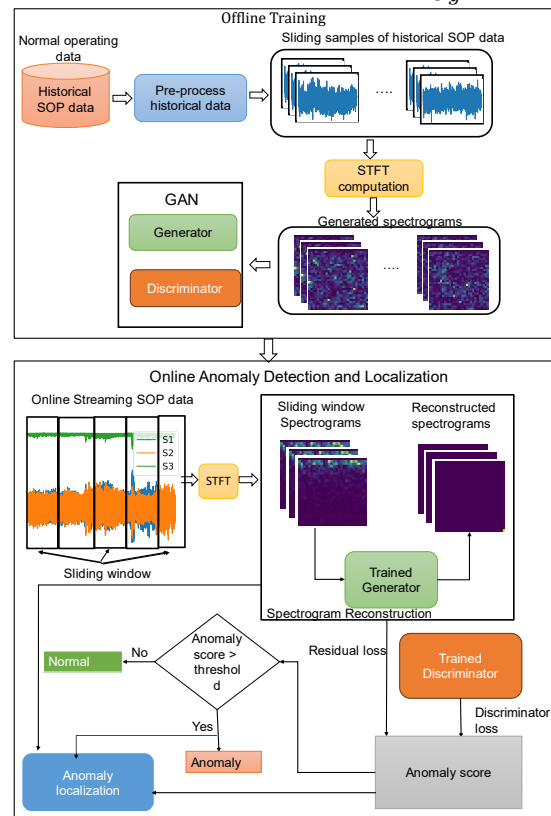 Offline Training
Normal operating
data
Sliding samples of historical SOP data
Historical
SOP data
Pre-process
historical data
....
STFT
computation
GAN
Generator
Discriminator
Generated spectrograms
....
Online Anomaly Detection and Localization
Online Streaming SOP data
S1
S2
S3
Sliding window
STFT
Sliding window
Spectrograms
Reconstructed
spectrograms
Trained
Generator
Spectrogram Reconstruction
Residual loss
Trained
Discriminator
Discriminator
loss
Anomaly score
Anomaly
score >
threshol
d
No
Normal
Yes
Anomaly
Anomaly
localization